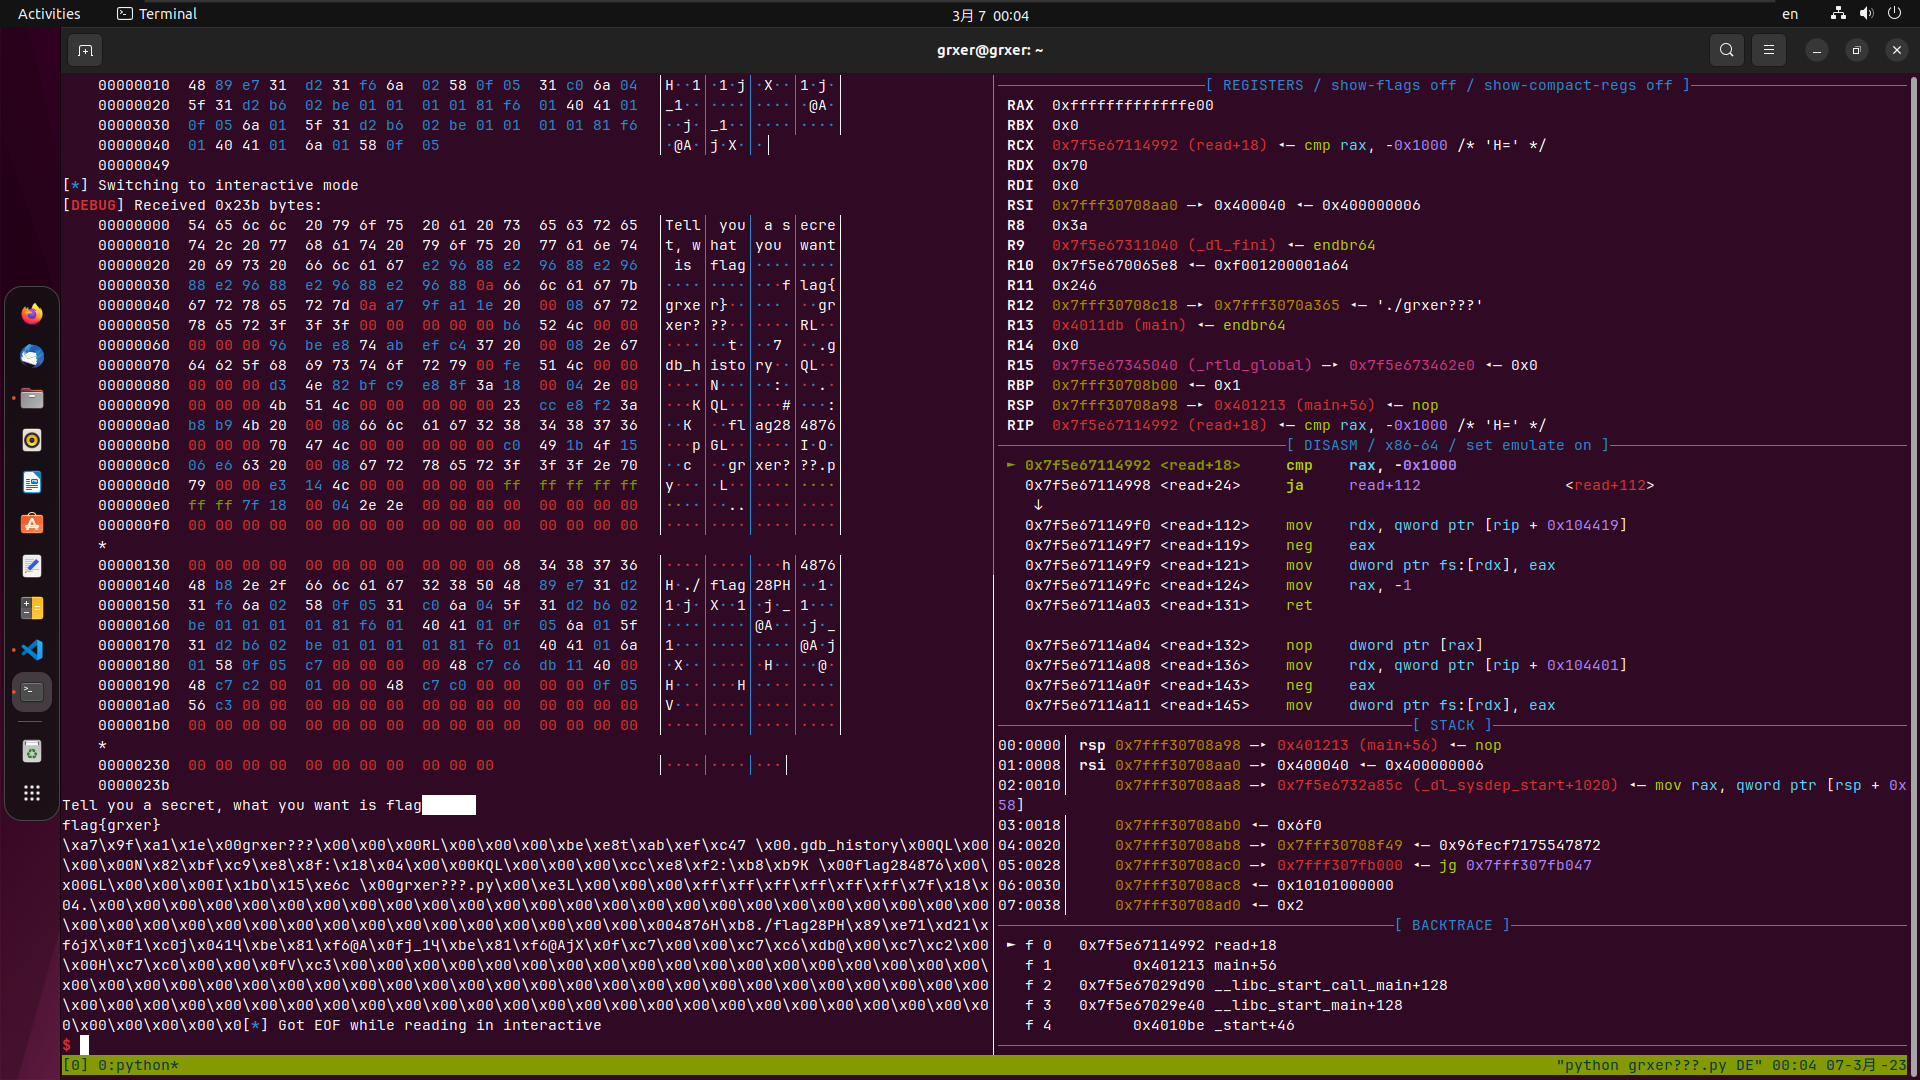 Activities
Terminal
3月 7 00:04
en
grxer@grxer: ~
00000010 48 89 e7 31 d2 31 f6 6a 02 58 0f 05 31 c0 6a 04 │H··1│·1·j│·X··│1·j·│
00000020 5f 31 d2 b6 02 be 01 01 01 01 81 f6 01 40 41 01 │_1··│····│····│·@A·│
00000030 0f 05 6a 01 5f 31 d2 b6 02 be 01 01 01 01 81 f6 │··j·│_1··│····│····│
00000040 01 40 41 01 6a 01 58 0f 05 │·@A·│j·X·│·│
00000049
[*] Switching to interactive mode
[DEBUG] Received 0x23b bytes:
00000000 54 65 6c 6c 20 79 6f 75 20 61 20 73 65 63 72 65 │Tell│ you│ a s│ecre│
00000010 74 2c 20 77 68 61 74 20 79 6f 75 20 77 61 6e 74 │t, w│hat │you │want│
00000020 20 69 73 20 66 6c 61 67 e2 96 88 e2 96 88 e2 96 │ is │flag│····│····│
00000030 88 e2 96 88 e2 96 88 e2 96 88 0a 66 6c 61 67 7b │····│····│···f│lag{│
00000040 67 72 78 65 72 7d 0a a7 9f a1 1e 20 00 08 67 72 │grxe│r}··│··· │··gr│
00000050 78 65 72 3f 3f 3f 00 00 00 00 00 b6 52 4c 00 00 │xer?│??··│····│RL··│
00000060 00 00 00 96 be e8 74 ab ef c4 37 20 00 08 2e 67 │····│··t·│··7 │··.g│
00000070 64 62 5f 68 69 73 74 6f 72 79 00 fe 51 4c 00 00 │db_h│isto│ry··│QL··│
00000080 00 00 00 d3 4e 82 bf c9 e8 8f 3a 18 00 04 2e 00 │····│N···│··:·│··.·│
00000090 00 00 00 4b 51 4c 00 00 00 00 00 23 cc e8 f2 3a │···K│QL··│···#│···:│
000000a0 b8 b9 4b 20 00 08 66 6c 61 67 32 38 34 38 37 36 │··K │··fl│ag28│4876│
000000b0 00 00 00 70 47 4c 00 00 00 00 00 c0 49 1b 4f 15 │···p│GL··│····│I·O·│
000000c0 06 e6 63 20 00 08 67 72 78 65 72 3f 3f 3f 2e 70 │··c │··gr│xer?│??.p│
000000d0 79 00 00 e3 14 4c 00 00 00 00 00 ff ff ff ff ff │y···│·L··│····│····│
000000e0 ff ff 7f 18 00 04 2e 2e 00 00 00 00 00 00 00 00 │····│··..│····│····│
000000f0 00 00 00 00 00 00 00 00 00 00 00 00 00 00 00 00 │····│····│····│····│
*
00000130 00 00 00 00 00 00 00 00 00 00 00 68 34 38 37 36 │····│····│···h│4876│
00000140 48 b8 2e 2f 66 6c 61 67 32 38 50 48 89 e7 31 d2 │H·./│flag│28PH│··1·│
00000150 31 f6 6a 02 58 0f 05 31 c0 6a 04 5f 31 d2 b6 02 │1·j·│X··1│·j·_│1···│
00000160 be 01 01 01 01 81 f6 01 40 41 01 0f 05 6a 01 5f │····│····│@A··│·j·_│
00000170 31 d2 b6 02 be 01 01 01 01 81 f6 01 40 41 01 6a │1···│····│····│@A·j│
00000180 01 58 0f 05 c7 00 00 00 00 48 c7 c6 db 11 40 00 │·X··│····│·H··│··@·│
00000190 48 c7 c2 00 01 00 00 48 c7 c0 00 00 00 00 0f 05 │H···│···H│····│····│
000001a0 56 c3 00 00 00 00 00 00 00 00 00 00 00 00 00 00 │V···│····│····│····│
000001b0 00 00 00 00 00 00 00 00 00 00 00 00 00 00 00 00 │····│····│····│····│
*
00000230 00 00 00 00 00 00 00 00 00 00 00 │····│····│···│
0000023b
Tell you a secret, what you want is flag██████
flag{grxer}
\xa7\x9f\xa1\x1e\x00grxer???\x00\x00\x00RL\x00\x00\x00\xbe\xe8t\xab\xef\xc47 \x00.gdb_history\x00QL\x00
\x00\x00N\x82\xbf\xc9\xe8\x8f:\x18\x04\x00\x00KQL\x00\x00\x00\xcc\xe8\xf2:\xb8\xb9K \x00flag284876\x00\
x00GL\x00\x00\x00I\x1bO\x15\xe6c \x00grxer???.py\x00\xe3L\x00\x00\x00\xff\xff\xff\xff\xff\xff\x7f\x18\x
04.\x00\x00\x00\x00\x00\x00\x00\x00\x00\x00\x00\x00\x00\x00\x00\x00\x00\x00\x00\x00\x00\x00\x00\x00\x00
\x00\x00\x00\x00\x00\x00\x00\x00\x00\x00\x00\x00\x00\x00\x00\x00\x004876H\xb8./flag28PH\x89\xe71\xd21\x
f6jX\x0f1\xc0j\x041Ҷ\xbe\x81\xf6@A\x0fj_1Ҷ\xbe\x81\xf6@AjX\x0f\xc7\x00\x00\xc7\xc6\xdb@\x00\xc7\xc2\x00
\x00H\xc7\xc0\x00\x00\x00\x0fV\xc3\x00\x00\x00\x00\x00\x00\x00\x00\x00\x00\x00\x00\x00\x00\x00\x00\x00\
x00\x00\x00\x00\x00\x00\x00\x00\x00\x00\x00\x00\x00\x00\x00\x00\x00\x00\x00\x00\x00\x00\x00\x00\x00\x00
\x00\x00\x00\x00\x00\x00\x00\x00\x00\x00\x00\x00\x00\x00\x00\x00\x00\x00\x00\x00\x00\x00\x00\x00\x00\x0
0\x00\x00\x00\x00\x0[*] Got EOF while reading in interactive
$
[ REGISTERS / show-flags off / show-compact-regs off ]
RAX 0xfffffffffffffe00
RBX 0x0
RCX 0x7f5e67114992 (read+18) ◂— cmp rax, -0x1000 /* 'H=' */
RDX 0x70
RDI 0x0
RSI 0x7fff30708aa0 —▸ 0x400040 ◂— 0x400000006
R8 0x3a
R9 0x7f5e67311040 (_dl_fini) ◂— endbr64
R10 0x7f5e670065e8 ◂— 0xf001200001a64
R11 0x246
R12 0x7fff30708c18 —▸ 0x7fff3070a365 ◂— './grxer???'
R13 0x4011db (main) ◂— endbr64
R14 0x0
R15 0x7f5e67345040 (_rtld_global) —▸ 0x7f5e673462e0 ◂— 0x0
RBP 0x7fff30708b00 ◂— 0x1
RSP 0x7fff30708a98 —▸ 0x401213 (main+56) ◂— nop
RIP 0x7f5e67114992 (read+18) ◂— cmp rax, -0x1000 /* 'H=' */
[ DISASM / x86-64 / set emulate on ]
► 0x7f5e67114992 <read+18> cmp rax, -0x1000
0x7f5e67114998 <read+24> ja read+112 <read+112>
↓
0x7f5e671149f0 <read+112> mov rdx, qword ptr [rip + 0x104419]
0x7f5e671149f7 <read+119> neg eax
0x7f5e671149f9 <read+121> mov dword ptr fs:[rdx], eax
0x7f5e671149fc <read+124> mov rax, -1
0x7f5e67114a03 <read+131> ret
0x7f5e67114a04 <read+132> nop dword ptr [rax]
0x7f5e67114a08 <read+136> mov rdx, qword ptr [rip + 0x104401]
0x7f5e67114a0f <read+143> neg eax
0x7f5e67114a11 <read+145> mov dword ptr fs:[rdx], eax
[ STACK ]
00:0000│ rsp 0x7fff30708a98 —▸ 0x401213 (main+56) ◂— nop
01:0008│ rsi 0x7fff30708aa0 —▸ 0x400040 ◂— 0x400000006
02:0010│ 0x7fff30708aa8 —▸ 0x7f5e6732a85c (_dl_sysdep_start+1020) ◂— mov rax, qword ptr [rsp + 0x
58]
03:0018│ 0x7fff30708ab0 ◂— 0x6f0
04:0020│ 0x7fff30708ab8 —▸ 0x7fff30708f49 ◂— 0x96fecf7175547872
05:0028│ 0x7fff30708ac0 —▸ 0x7fff307fb000 ◂— jg 0x7fff307fb047
06:0030│ 0x7fff30708ac8 ◂— 0x10101000000
07:0038│ 0x7fff30708ad0 ◂— 0x2
[ BACKTRACE ]
► f 0 0x7f5e67114992 read+18
f 1 0x401213 main+56
f 2 0x7f5e67029d90 __libc_start_call_main+128
f 3 0x7f5e67029e40 __libc_start_main+128
f 4 0x4010be _start+46
[0] 0:python*
"python grxer???.py DE" 00:04 07-3月 -23